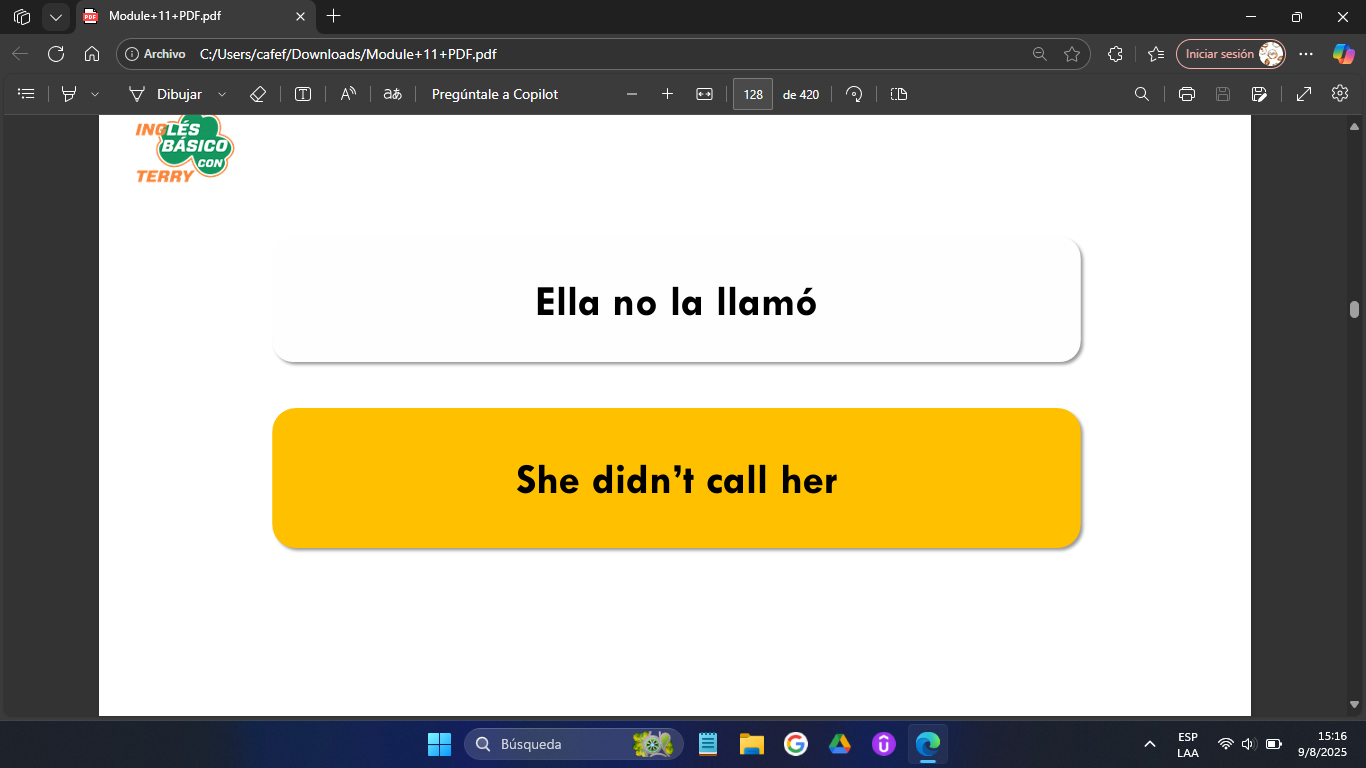 Module+11+PDF.pdf
Archivo C:/Users/cafef/Downloads/Module+11+PDF.pdf Iniciar sesión
Dibujar A aあ Pregúntale a Copilot 128 de 420
INGLÉS
BÁSICO
CON
TERRY
Ella no la llamó
She didn’t call her
Búsqueda
ESP
LAA
15:16
9/8/2025